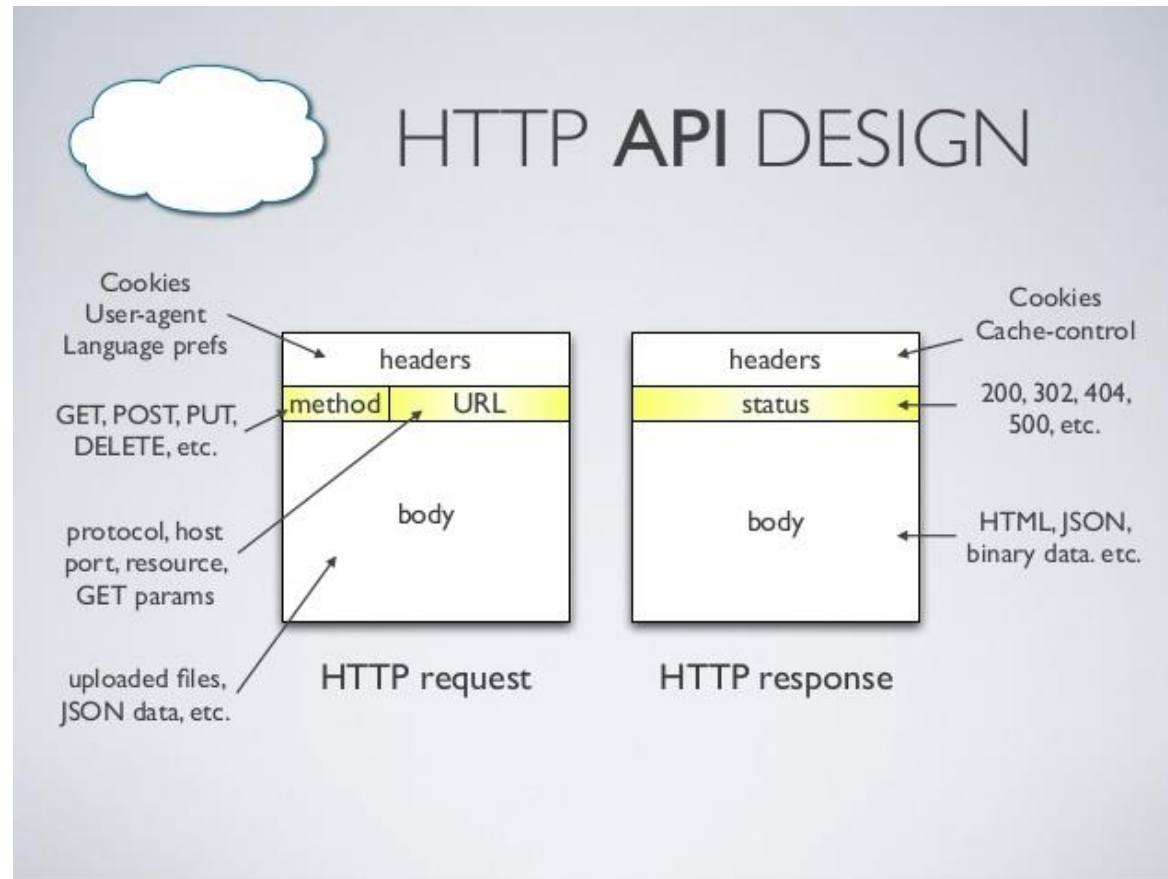 HTTP API DESIGN
Cookies
User-agent
Language prefs
GET, POST, PUT,
DELETE, etc.
protocol, host
port, resource,
GET params
uploaded files,
JSON data, etc.
headers
method
URL
body
HTTP request
headers
status
body
HTTP response
Cookies
Cache-control
200, 302, 404,
500, etc.
HTML, JSON,
binary data. etc.